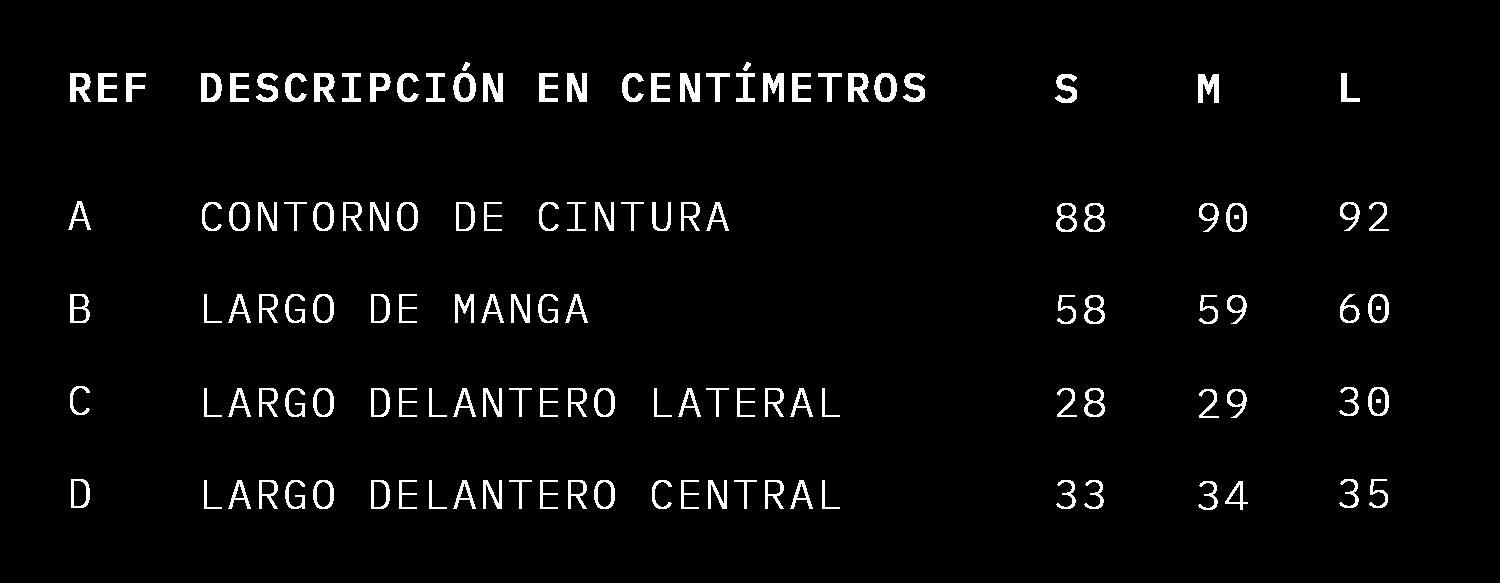 REF DESCRIPCIÓN EN CENTÍMETROS S M L
A CONTORNO DE CINTURA 88 90 92
B LARGO DE MANGA 58 59 60
C LARGO DELANTERO LATERAL 28 29 30
D LARGO DELANTERO CENTRAL 33 34 35